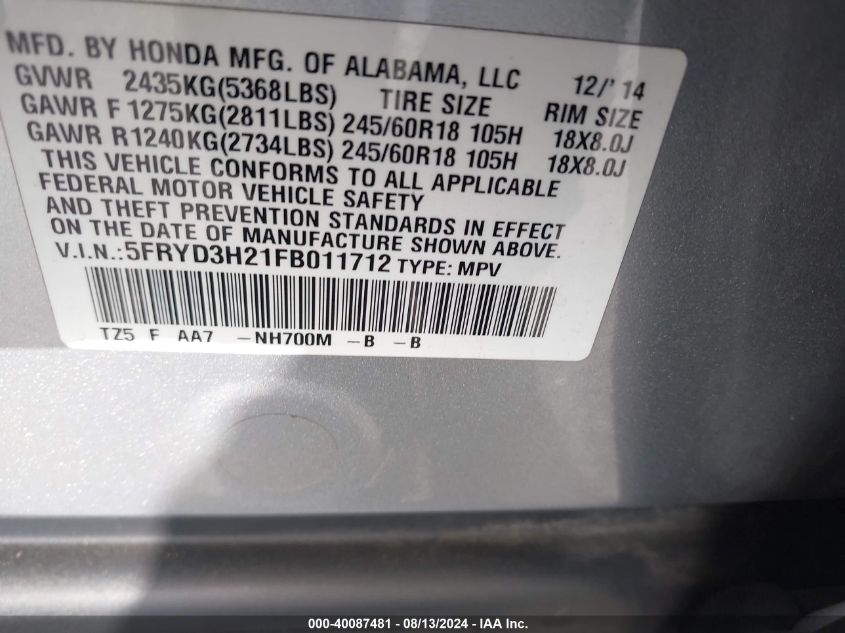 MFD. BY HONDA MFG. OF ALABAMA, LLC 12/'14
GVWR 2435KG(5368LBS) TIRE SIZE RIM SIZE
GAWR F 1275KG(2811LBS) 245/60R18 105H 18X8.0J
GAWR R1240KG(2734LBS) 245/60R18 105H 18X8.0J
THIS VEHICLE CONFORMS TO ALL APPLICABLE
FEDERAL MOTOR VEHICLE SAFETY
AND THEFT PREVENTION STANDARDS IN EFFECT
ON THE DATE OF MANUFACTURE SHOWN ABOVE.
V.I.N.:5FRYD3H21FB011712 TYPE: MPV
TZ5 F AA7 –NH700M –B –B
000-40087481 - 08/13/2024 - IAA Inc.